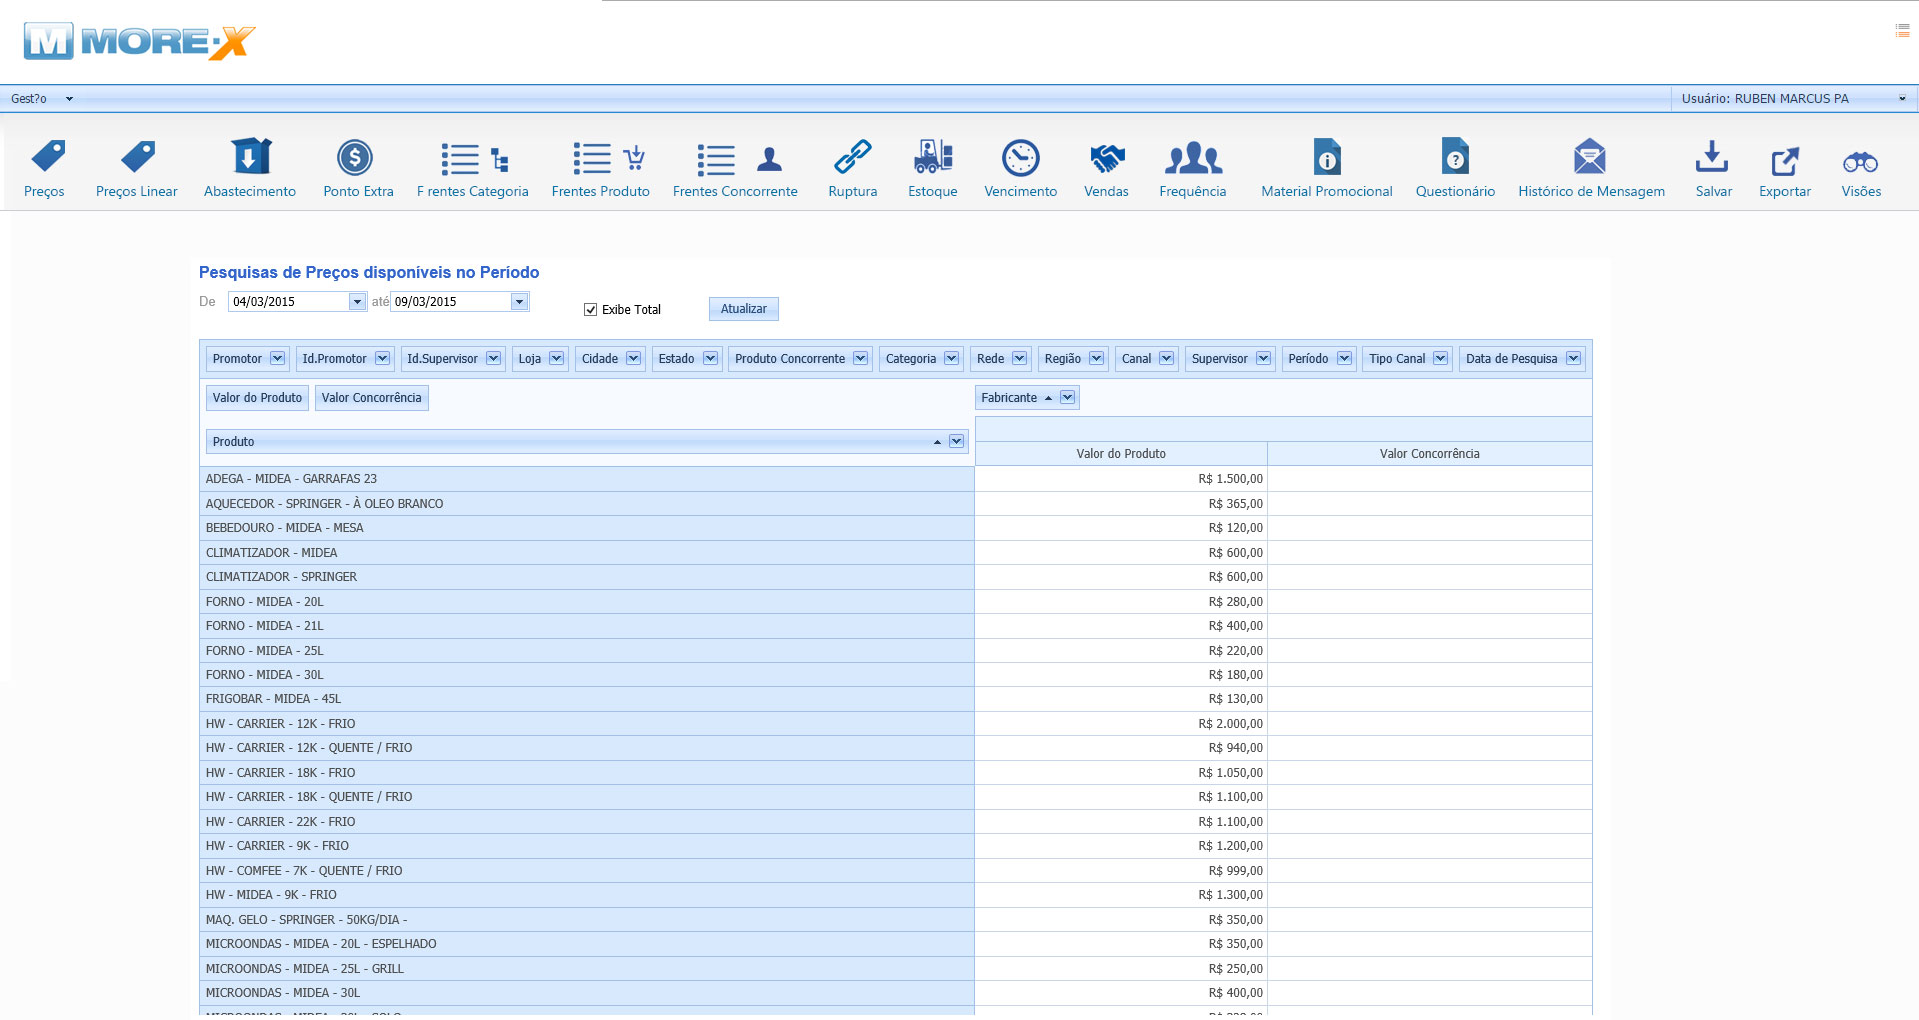 M MORE·X
Gest?o
Usuário: RUBEN MARCUS PA
Preços
Preços Linear
Abastecimento
Ponto Extra
F rentes Categoria
Frentes Produto
Frentes Concorrente
Ruptura
Estoque
Vencimento
Vendas
Frequência
Material Promocional
Questionário
Histórico de Mensagem
Salvar
Exportar
Visões
Pesquisas de Preços disponíveis no Período
De 04/03/2015 até 09/03/2015
Exibe Total
Atualizar
Promotor Id.Promotor Id.Supervisor Loja Cidade Estado Produto Concorrente Categoria Rede Região Canal Supervisor Período Tipo Canal Data de Pesquisa
Valor do Produto Valor Concorrência Fabricante
Produto
Valor do Produto Valor Concorrência
ADEGA - MIDEA - GARRAFAS 23 R$ 1.500,00
AQUECEDOR - SPRINGER - À OLEO BRANCO R$ 365,00
BEBEDOURO - MIDEA - MESA R$ 120,00
CLIMATIZADOR - MIDEA R$ 600,00
CLIMATIZADOR - SPRINGER R$ 600,00
FORNO - MIDEA - 20L R$ 280,00
FORNO - MIDEA - 21L R$ 400,00
FORNO - MIDEA - 25L R$ 220,00
FORNO - MIDEA - 30L R$ 180,00
FRIGOBAR - MIDEA - 45L R$ 130,00
HW - CARRIER - 12K - FRIO R$ 2.000,00
HW - CARRIER - 12K - QUENTE / FRIO R$ 940,00
HW - CARRIER - 18K - FRIO R$ 1.050,00
HW - CARRIER - 18K - QUENTE / FRIO R$ 1.100,00
HW - CARRIER - 22K - FRIO R$ 1.100,00
HW - CARRIER - 9K - FRIO R$ 1.200,00
HW - COMFEE - 7K - QUENTE / FRIO R$ 999,00
HW - MIDEA - 9K - FRIO R$ 1.300,00
MAQ. GELO - SPRINGER - 50KG/DIA - R$ 350,00
MICROONDAS - MIDEA - 20L - ESPELHADO R$ 350,00
MICROONDAS - MIDEA - 25L - GRILL R$ 250,00
MICROONDAS - MIDEA - 30L R$ 400,00